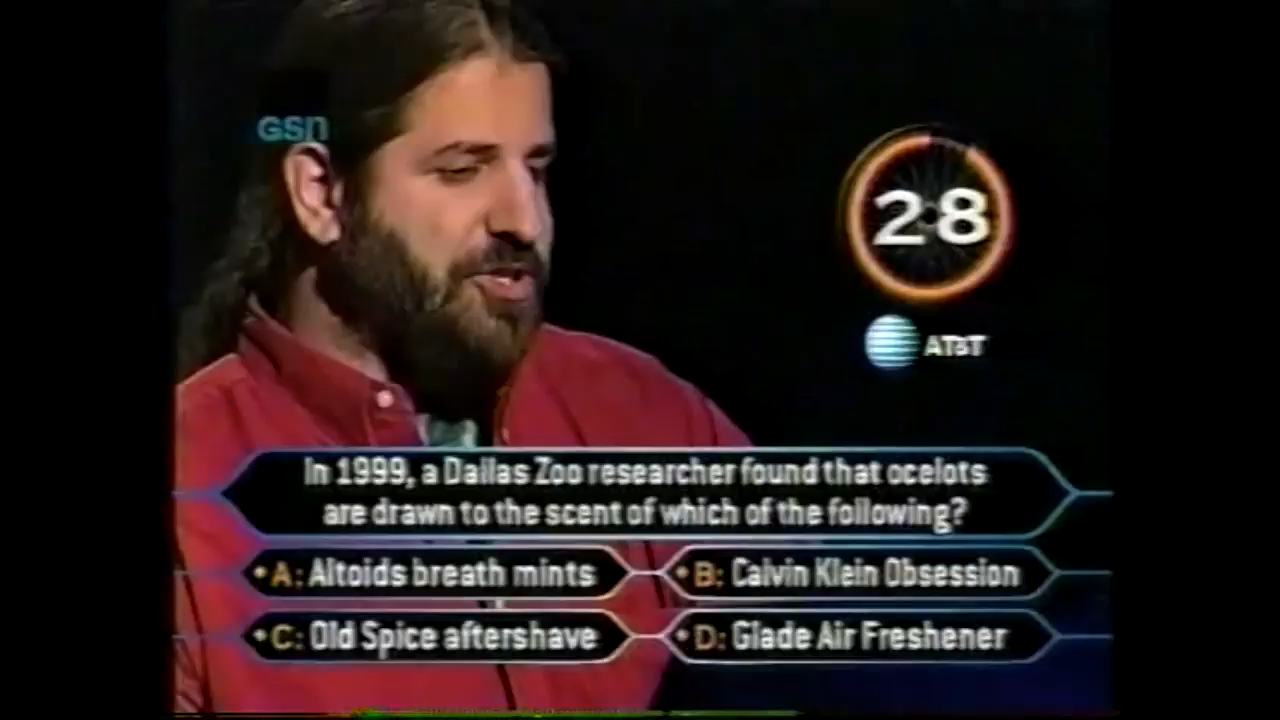 GSN
28
AT&T
In 1999, a Dallas Zoo researcher found that ocelots
are drawn to the scent of which of the following?
• A: Altoids breath mints
• B: Calvin Klein Obsession
• C: Old Spice aftershave
• D: Glade Air Freshener